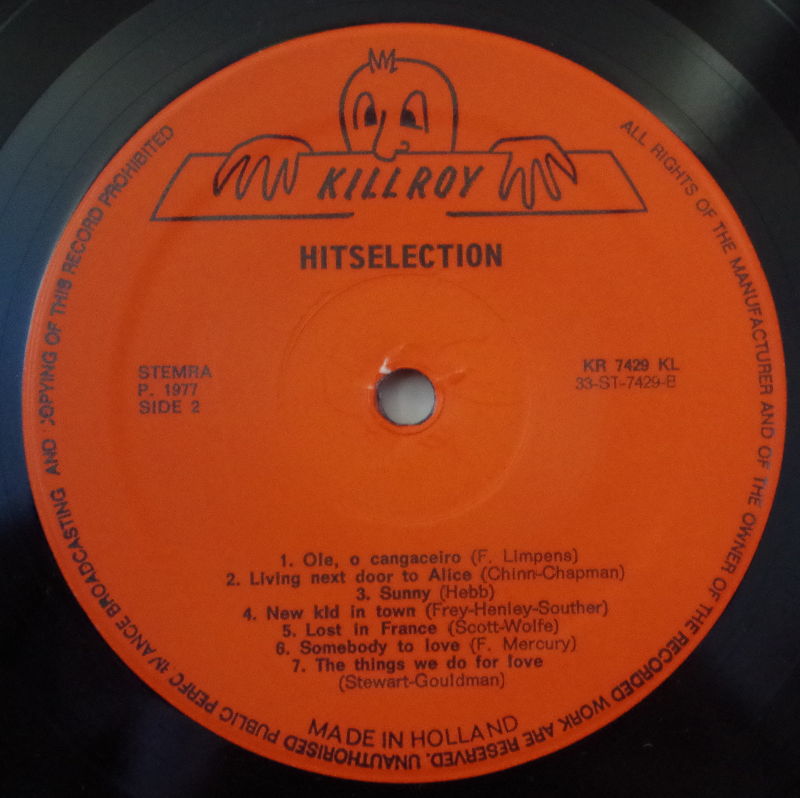 KILLROY
HITSELECTION
STEMRA
P. 1977
SIDE 2
KR 7429 KL
33-ST-7429-B
1. Ole, o cangaceiro (F. Limpens)
2. Living next door to Alice (Chinn-Chapman)
3. Sunny (Hebb)
4. New kid in town (Frey-Henley-Souther)
5. Lost in France (Scott-Wolfe)
6. Somebody to love (F. Mercury)
7. The things we do for love
(Stewart-Gouldman)
MADE IN HOLLAND
ALL RIGHTS OF THE MANUFACTURER AND OF THE OWNER OF THE RECORDED WORK ARE RESERVED. UNAUTHORISED PUBLIC BROADCASTING AND COPYING OF THIS RECORD PROHIBITED